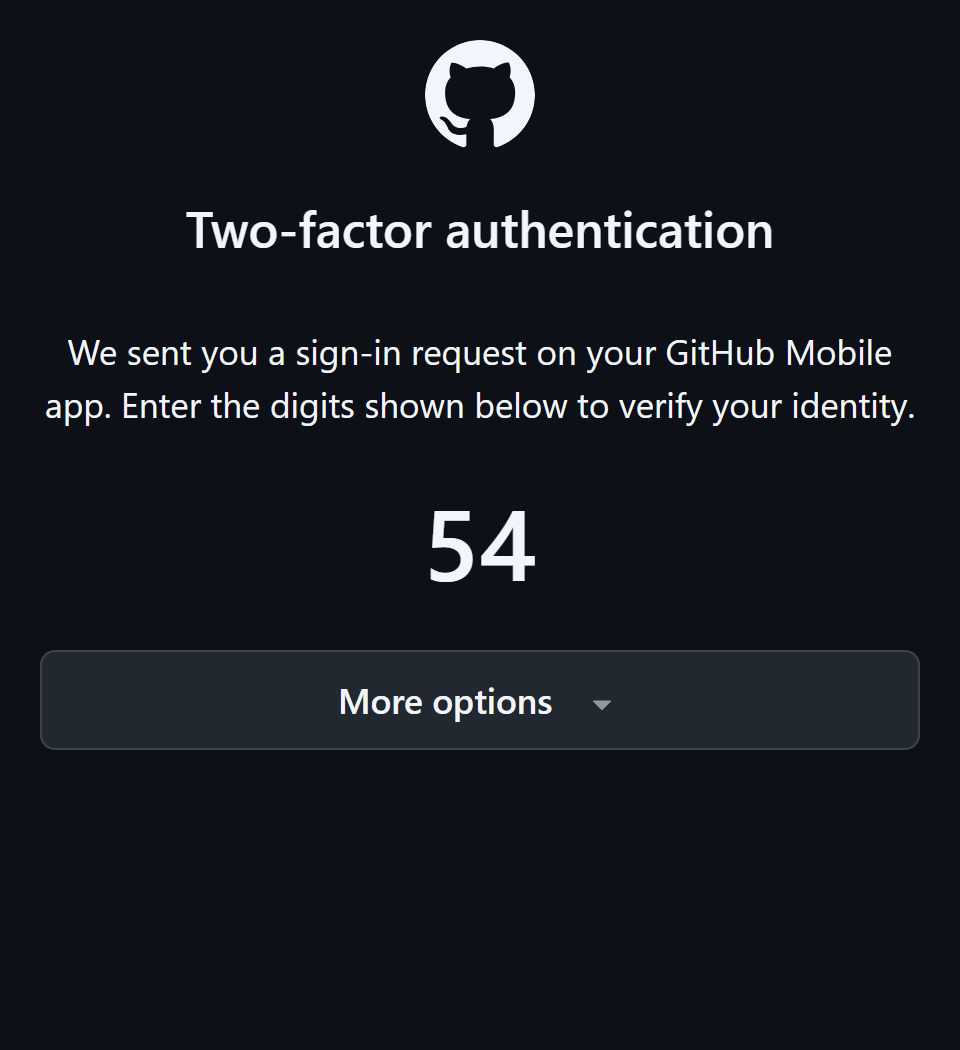 Two-factor authentication
We sent you a sign-in request on your GitHub Mobile
app. Enter the digits shown below to verify your identity.
54
More options